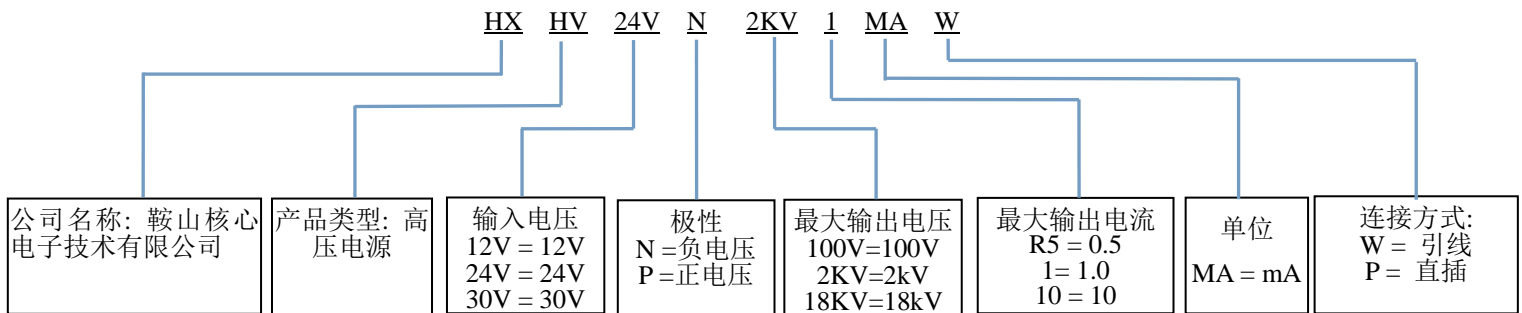 HX HV 24V N 2KV 1 MA W
公司名称: 鞍山核心
电子技术有限公司
产品类型: 高
压电源
输入电压
12V = 12V
24V = 24V
30V = 30V
极性
N =负电压
P =正电压
最大输出电压
100V=100V
2KV=2kV
18KV=18kV
最大输出电流
R5 = 0.5
1= 1.0
10 = 10
单位
MA = mA
连接方式:
W = 引线
P = 直插